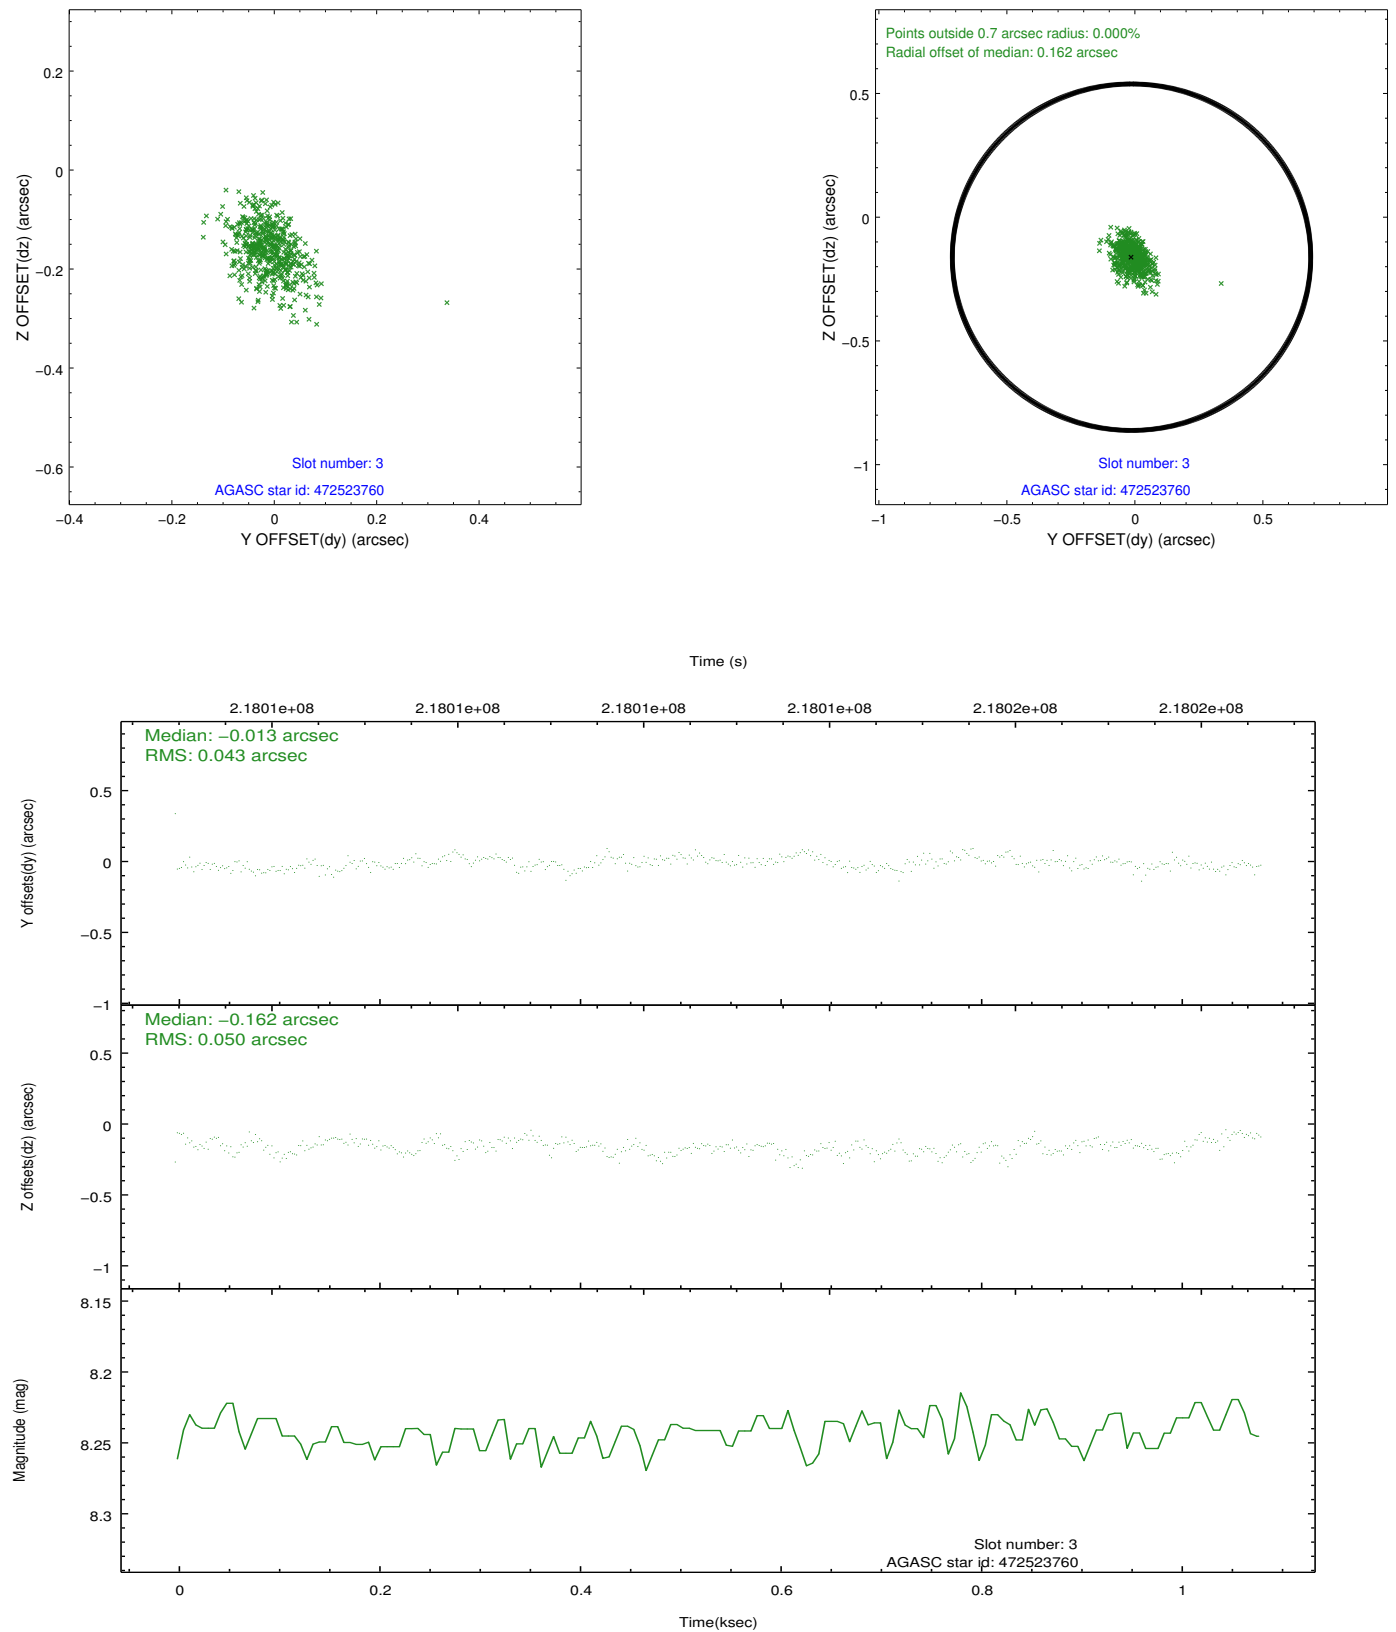 0.2
0
−0.2
−0.4
−0.6
Z OFFSET(dz) (arcsec)
Slot number: 3
AGASC star id: 472523760
−0.4
−0.2
0
0.2
0.4
Y OFFSET(dy) (arcsec)
Points outside 0.7 arcsec radius: 0.000%
Radial offset of median: 0.162 arcsec
0.5
0
−0.5
−1
Z OFFSET(dz) (arcsec)
Slot number: 3
AGASC star id: 472523760
−1
−0.5
0
0.5
Y OFFSET(dy) (arcsec)
Time (s)
2.1801e+08
2.1801e+08
2.1801e+08
2.1801e+08
2.1802e+08
2.1802e+08
Median: −0.013 arcsec
RMS: 0.043 arcsec
0.5
0
−0.5
−1
Y offsets(dy) (arcsec)
Median: −0.162 arcsec
RMS: 0.050 arcsec
0.5
0
−0.5
−1
Z offsets(dz) (arcsec)
8.15
8.2
8.25
8.3
Magnitude (mag)
Slot number: 3
AGASC star id: 472523760
0
0.2
0.4
0.6
0.8
1
Time(ksec)